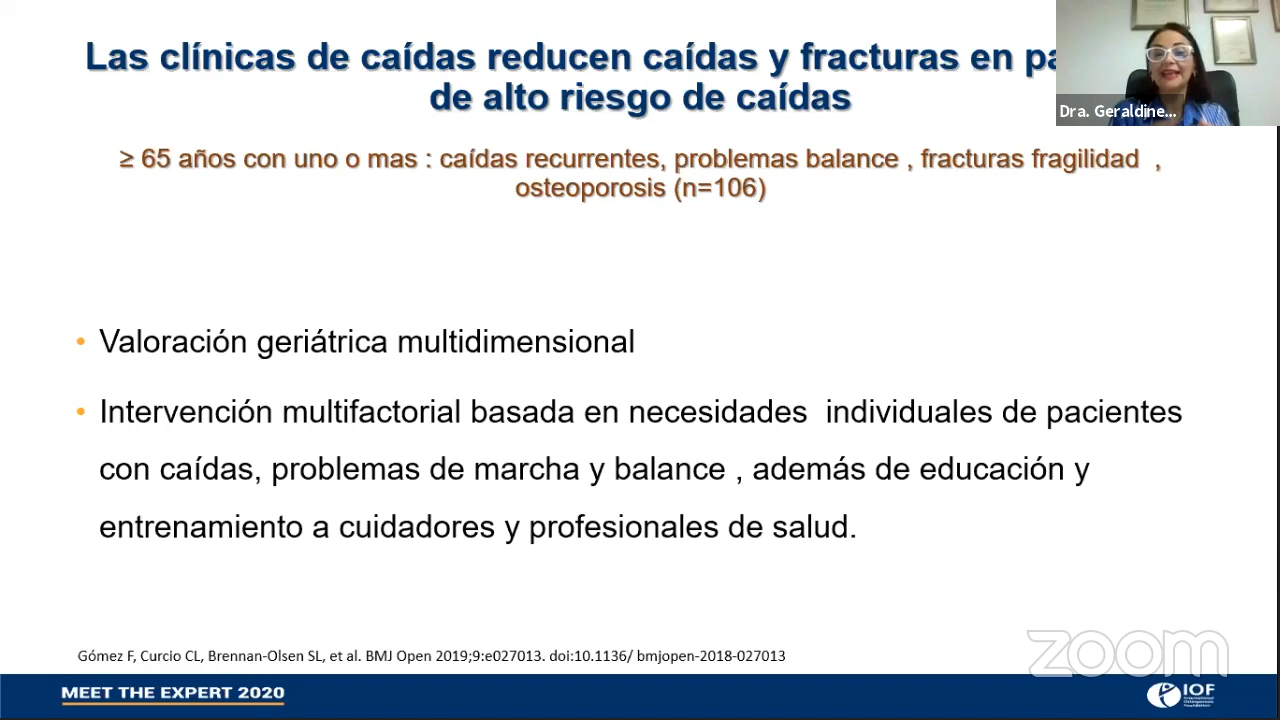 Las clínicas de caídas reducen caídas y fracturas en
de alto riesgo de caídas
Dra. Geraldine...
≥ 65 años con uno o mas : caídas recurrentes, problemas balance , fracturas fragilidad ,
osteoporosis (n=106)
• Valoración geriátrica multidimensional
• Intervención multifactorial basada en necesidades individuales de pacientes
con caídas, problemas de marcha y balance , además de educación y
entrenamiento a cuidadores y profesionales de salud.
Gómez F, Curcio CL, Brennan-Olsen SL, et al. BMJ Open 2019;9:e027013. doi:10.1136/ bmjopen-2018-027013
zoom
MEET THE EXPERT 2020
IOF
International
Osteoporosis
Foundation